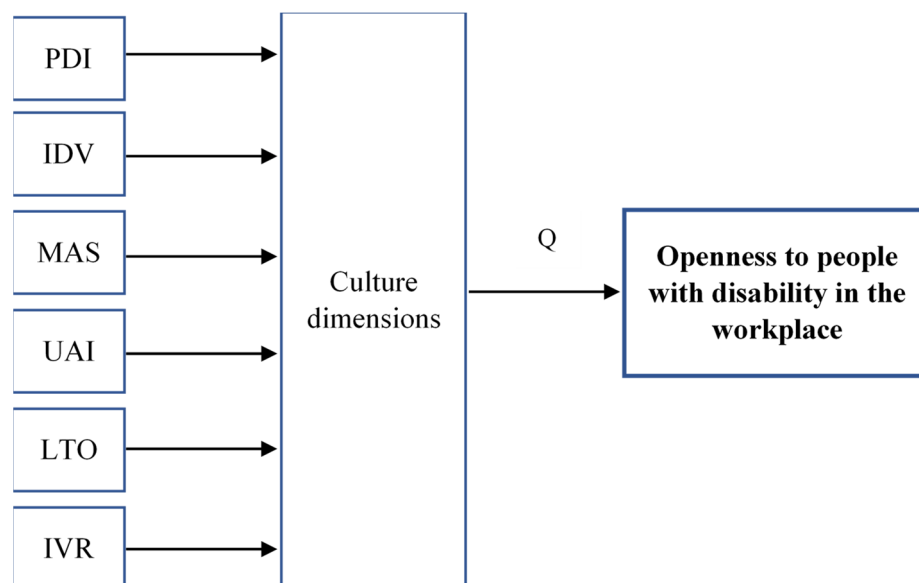 PDI
IDV
MAS
UAI
LTO
IVR
Culture
dimensions
Q
Openness to people
with disability in the
workplace